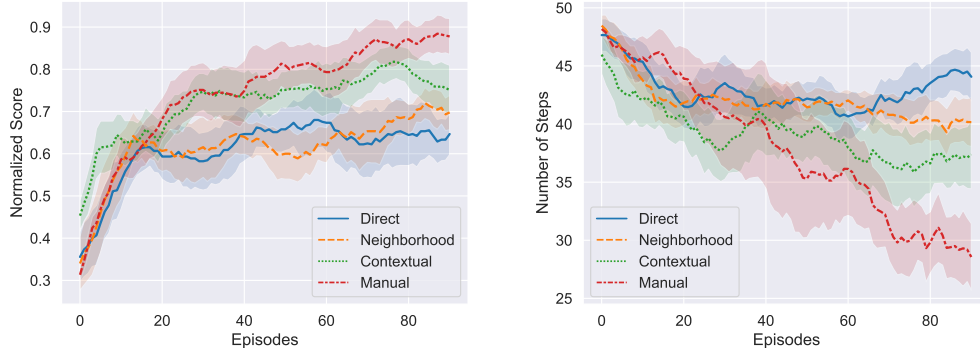 0.9
0.8
0.7
0.6
0.5
0.4
0.3
Normalized Score
0
20
40
60
80
Episodes
Direct
Neighborhood
Contextual
Manual
50
45
40
35
30
25
Number of Steps
0
20
40
60
80
Episodes
Direct
Neighborhood
Contextual
Manual